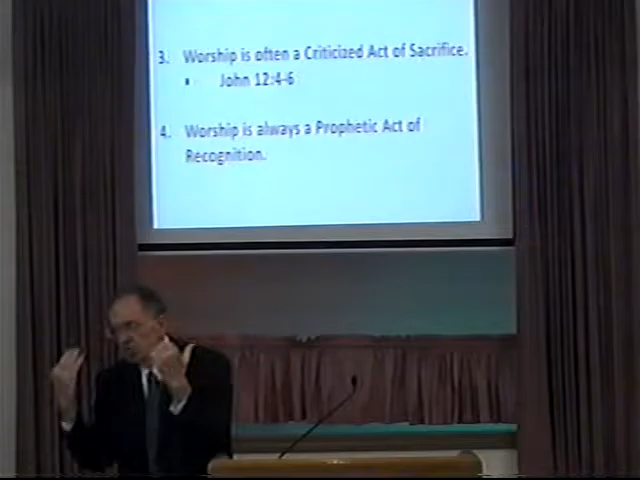 3. Worship is often a Criticized Act of Sacrifice.
• John 12:4-6
4. Worship is always a Prophetic Act of
Recognition.